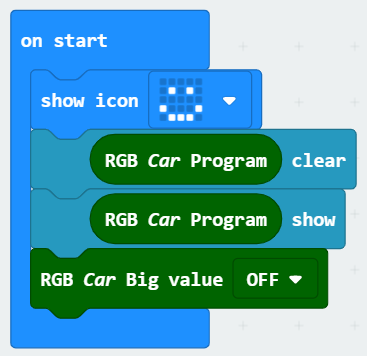 on start
show icon
RGB Car Program clear
RGB Car Program show
RGB Car Big value OFF